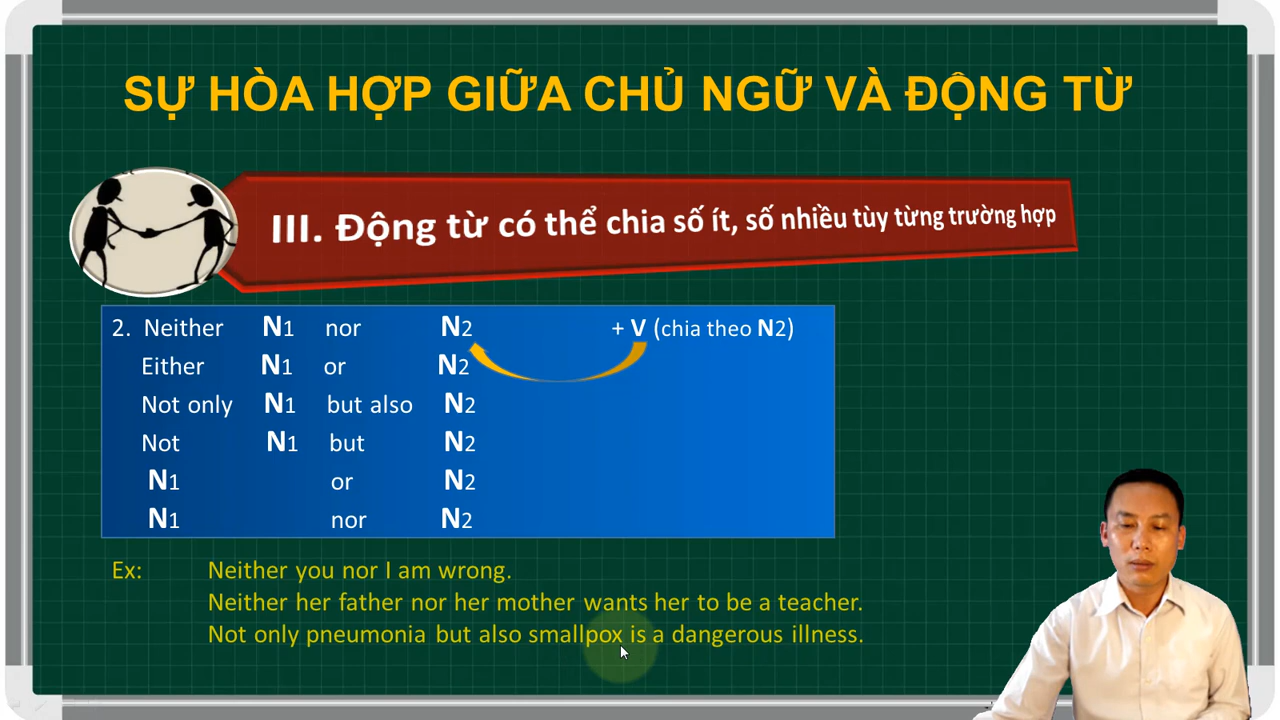 SỰ HÒA HỢP GIỮA CHỦ NGỮ VÀ ĐỘNG TỪ
III. Động từ có thể chia số ít, số nhiều tùy từng trường hợp
2. Neither N1 nor N2 + V (chia theo N2)
Either N1 or N2
Not only N1 but also N2
Not N1 but N2
N1 or N2
N1 nor N2
Ex: Neither you nor I am wrong.
Neither her father nor her mother wants her to be a teacher.
Not only pneumonia but also smallpox is a dangerous illness.